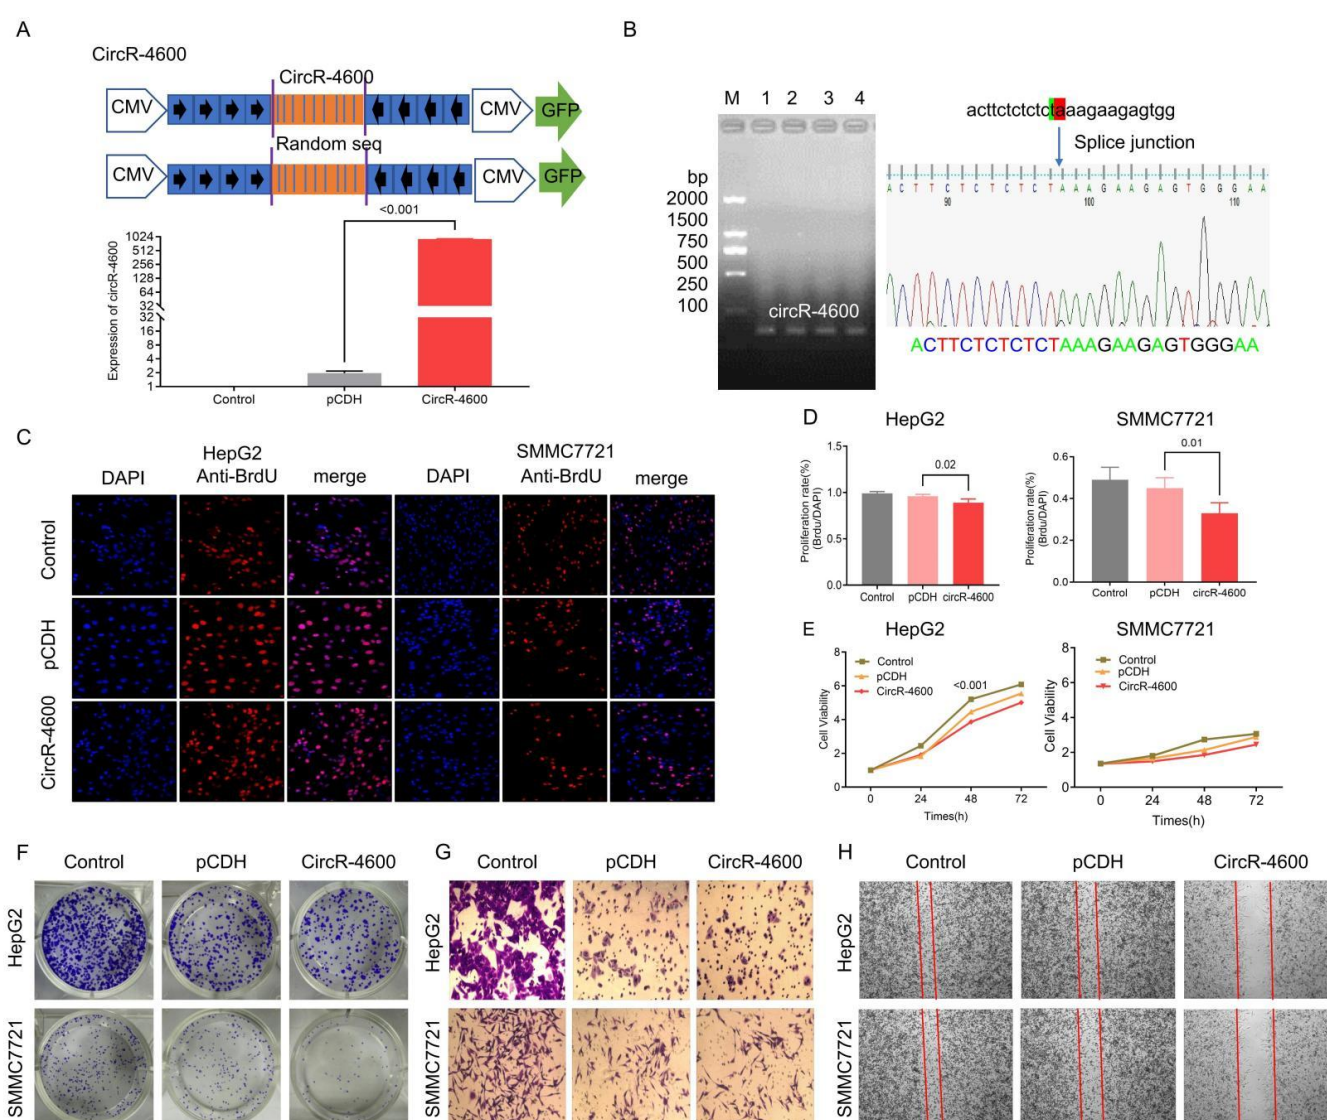 A
CircR-4600
CircR-4600
CMV CMV GFP
Random seq
CMV CMV GFP
<0.001
Expression of circR-4600
1024
512
256
128
64
32
32
16
8
4
2
1
Control pCDH CircR-4600
B
M 1 2 3 4
bp
2000
1500
750
500
250
100
circR-4600
acttctctctctaaagaagagtgg
Splice junction
ACTTCTCTCTCTAAAGAAGAGTGGGAA
90 100 110
ACTTCTCTCTCTAAAGAAGAGTGGGAA
C
HepG2 SMMC7721
DAPI Anti-BrdU merge DAPI Anti-BrdU merge
Control
pCDH
CircR-4600
D
HepG2
Proliferation rate(%)
(Brdu/DAPI)
1.5
1.0
0.5
0.0
0.02
Control pCDH circR-4600
SMMC7721
Proliferation rate(%)
(Brdu/DAPI)
0.6
0.4
0.2
0.0
0.01
Control pCDH circR-4600
E
HepG2
Cell Viability
8
6
4
2
0
Control
pCDH
CircR-4600
<0.001
0 24 48 72
Times(h)
SMMC7721
Cell Viability
8
6
4
2
0
Control
pCDH
CircR-4600
0 24 48 72
Times(h)
F
Control pCDH CircR-4600
HepG2
SMMC7721
G
Control pCDH CircR-4600
HepG2
SMMC7721
H
Control pCDH CircR-4600
HepG2
SMMC7721